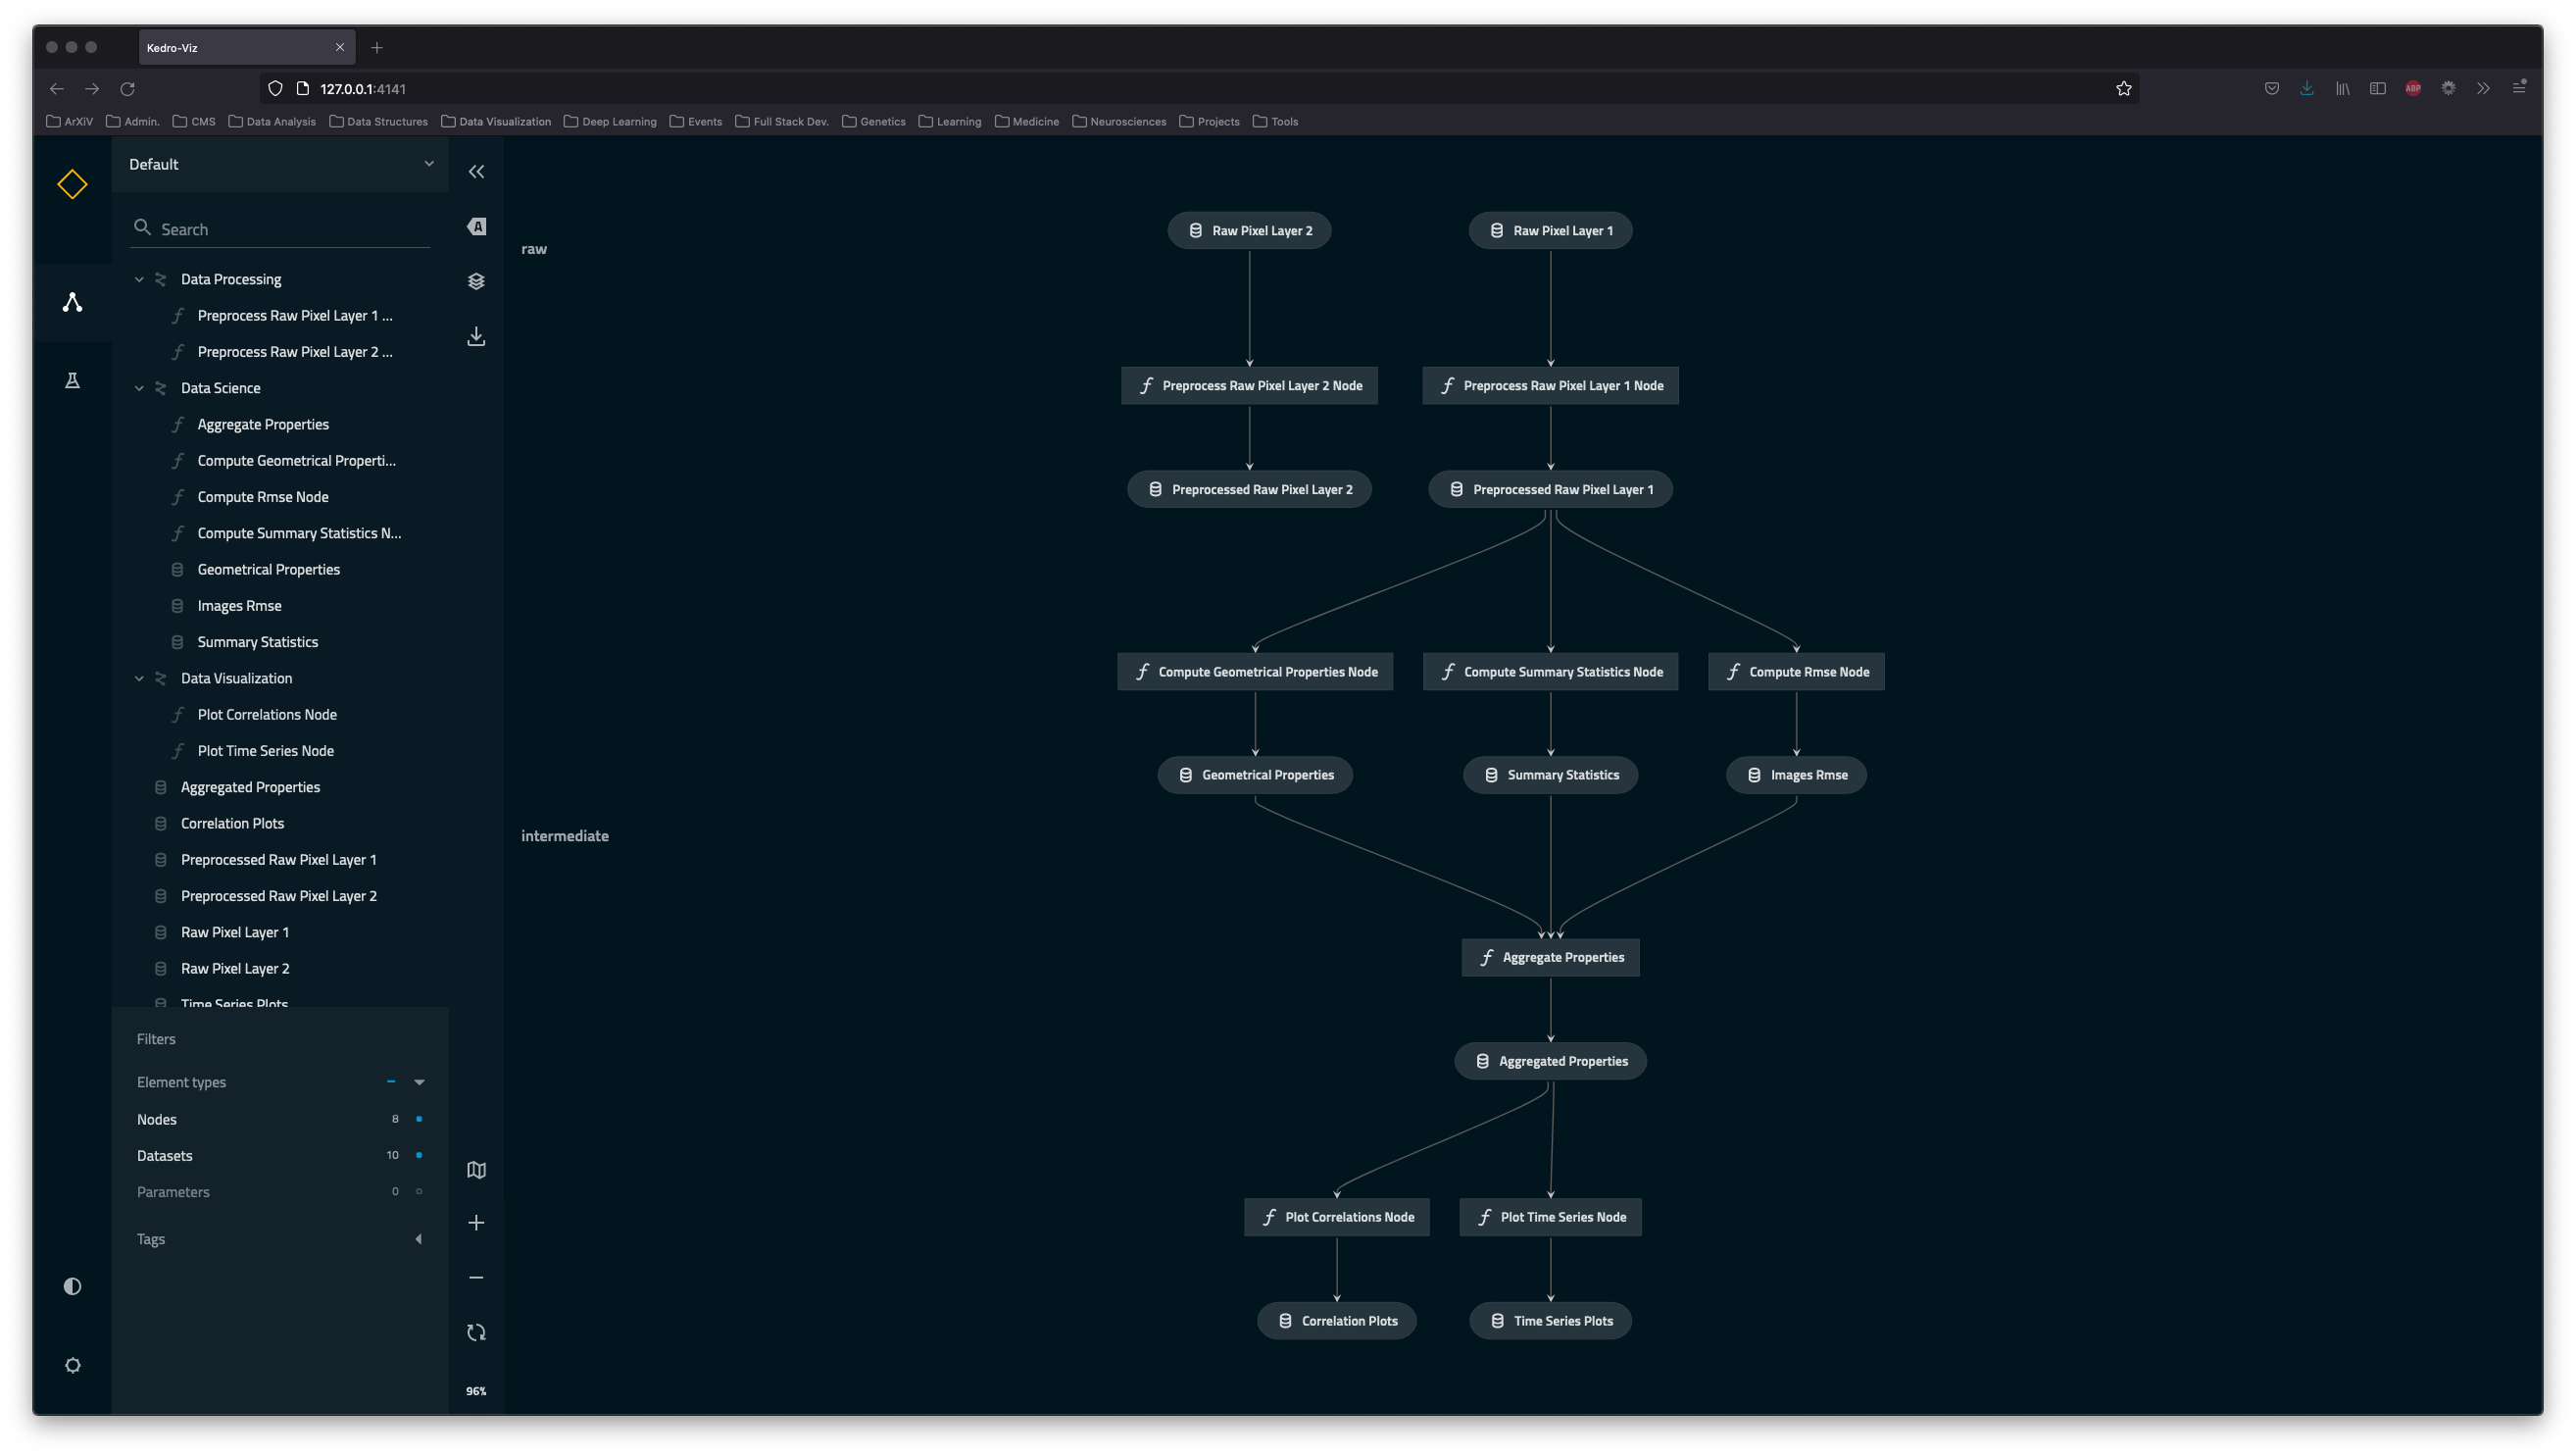 Kedro-Viz
127.0.0.1:4141
ArXiV Admin. CMS Data Analysis Data Structures Data Visualization Deep Learning Events Full Stack Dev. Genetics Learning Medicine Neurosciences Projects Tools
ABP
Default
Search
Data Processing
Preprocess Raw Pixel Layer 1 ...
Preprocess Raw Pixel Layer 2 ...
Data Science
Aggregate Properties
Compute Geometrical Properti...
Compute Rmse Node
Compute Summary Statistics N...
Geometrical Properties
Images Rmse
Summary Statistics
Data Visualization
Plot Correlations Node
Plot Time Series Node
Aggregated Properties
Correlation Plots
Preprocessed Raw Pixel Layer 1
Preprocessed Raw Pixel Layer 2
Raw Pixel Layer 1
Raw Pixel Layer 2
Time Series Plots
Filters
Element types
Nodes 8
Datasets 10
Parameters 0
Tags
A
96%
raw
intermediate
Raw Pixel Layer 2 Raw Pixel Layer 1
Preprocess Raw Pixel Layer 2 Node Preprocess Raw Pixel Layer 1 Node
Preprocessed Raw Pixel Layer 2 Preprocessed Raw Pixel Layer 1
Compute Geometrical Properties Node Compute Summary Statistics Node Compute Rmse Node
Geometrical Properties Summary Statistics Images Rmse
Aggregate Properties
Aggregated Properties
Plot Correlations Node Plot Time Series Node
Correlation Plots Time Series Plots